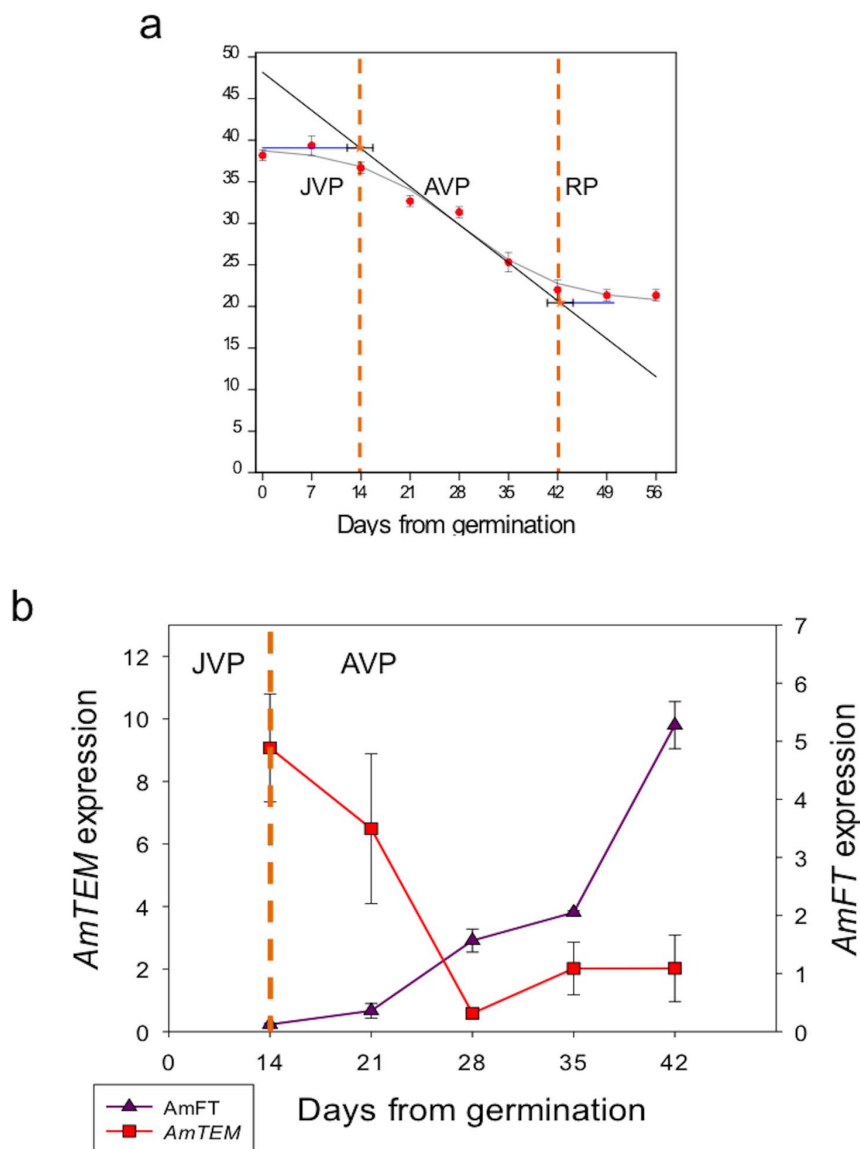 a
50
45
40
35
30
25
20
15
10
5
0
JVP AVP RP
0 7 14 21 28 35 42 49 56
Days from germination
b
JVP AVP
12
10
8
6
4
2
0
AmTEM expression
7
6
5
4
3
2
1
0
AmFT expression
0 14 21 28 35 42
Days from germination
AmFT
AmTEM